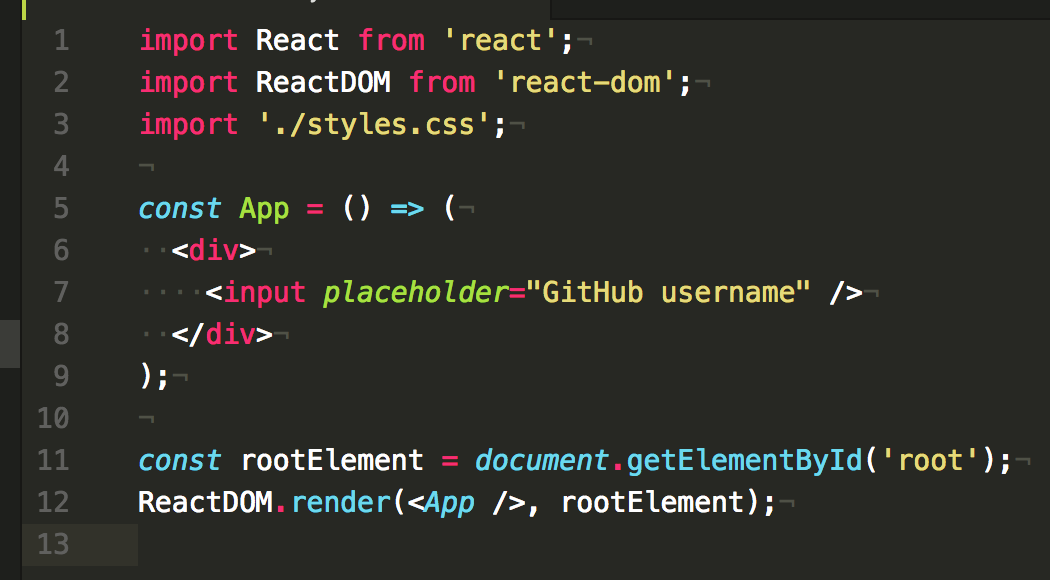 1 import React from 'react';¬
2 import ReactDOM from 'react-dom';¬
3 import './styles.css';¬
4 ¬
5 const App = () => (¬
6 ··<div>¬
7 ····<input placeholder="GitHub username" />¬
8 ··</div>¬
9 );¬
10 ¬
11 const rootElement = document.getElementById('root');¬
12 ReactDOM.render(<App />, rootElement);¬
13